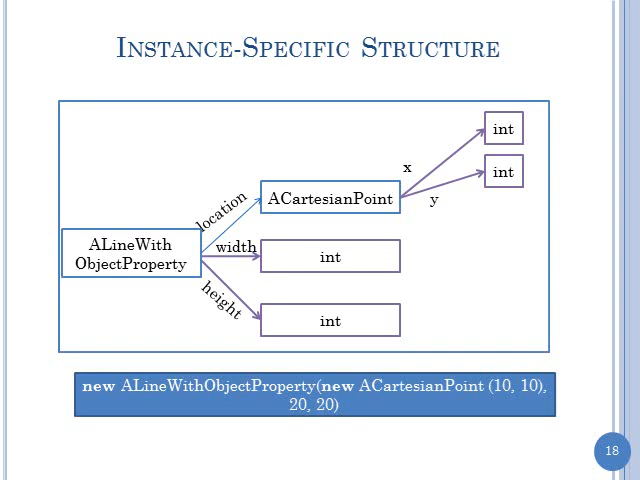 INSTANCE-SPECIFIC STRUCTURE
int
x
int
y
location
ACartesianPoint
ALineWith
ObjectProperty
width
int
height
int
new ALineWithObjectProperty(new ACartesianPoint (10, 10),
20, 20)
18